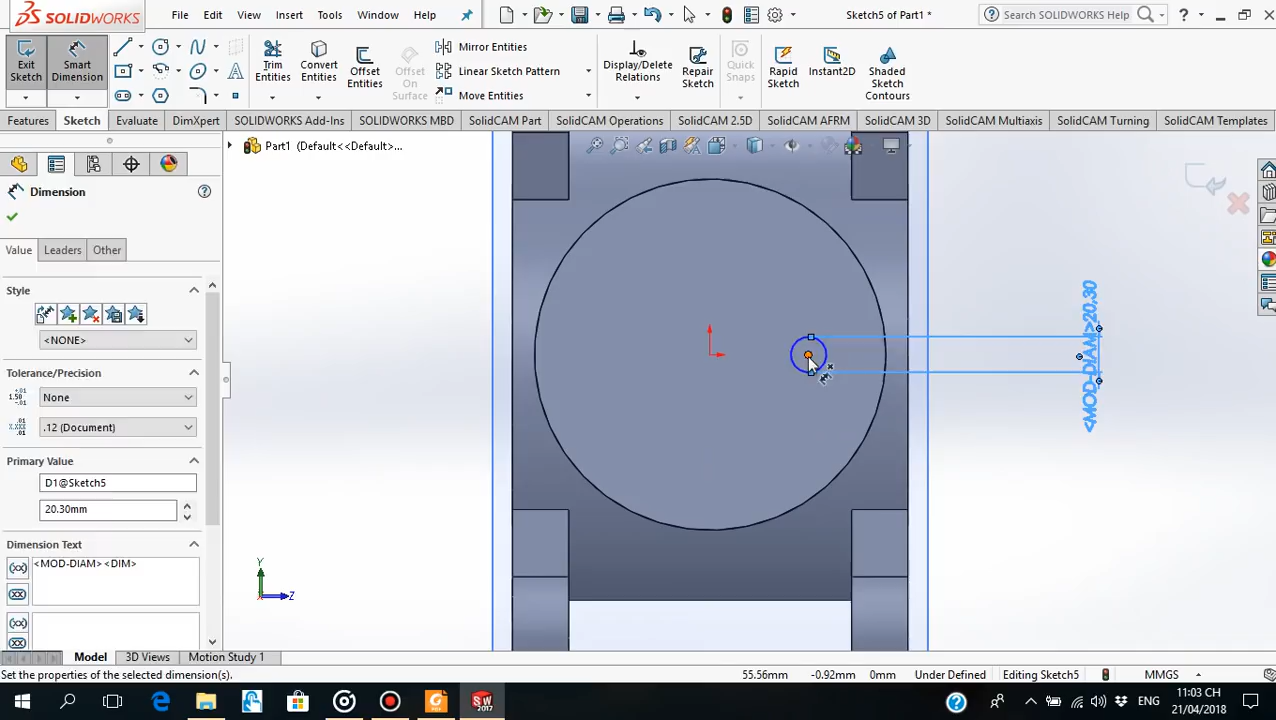 SOLIDWORKS
File Edit View Insert Tools Window Help
Sketch5 of Part1 *
Search SOLIDWORKS Help
?
Exit Sketch
Smart Dimension
Trim Entities
Convert Entities
Offset Entities
Offset On Surface
Mirror Entities
Linear Sketch Pattern
Move Entities
Display/Delete Relations
Repair Sketch
Quick Snaps
Rapid Sketch
Instant2D
Shaded Sketch Contours
Features Sketch Evaluate DimXpert SOLIDWORKS Add-Ins SOLIDWORKS MBD SolidCAM Part SolidCAM Operations SolidCAM 2.5D SolidCAM AFRM SolidCAM 3D SolidCAM Multiaxis SolidCAM Turning SolidCAM Templates
Part1 (Default<<Default>...
Dimension
Value Leaders Other
Style
<NONE>
Tolerance/Precision
None
.12 (Document)
Primary Value
D1@Sketch5
20.30mm
Dimension Text
<MOD-DIAM><DIM>
<MOD-DIAM>20,30
Y
Z
Model 3D Views Motion Study 1
Set the properties of the selected dimension(s).
55.56mm -0.92mm 0mm Under Defined Editing Sketch5 MMGS
SW 2017
ENG
11:03 CH
21/04/2018